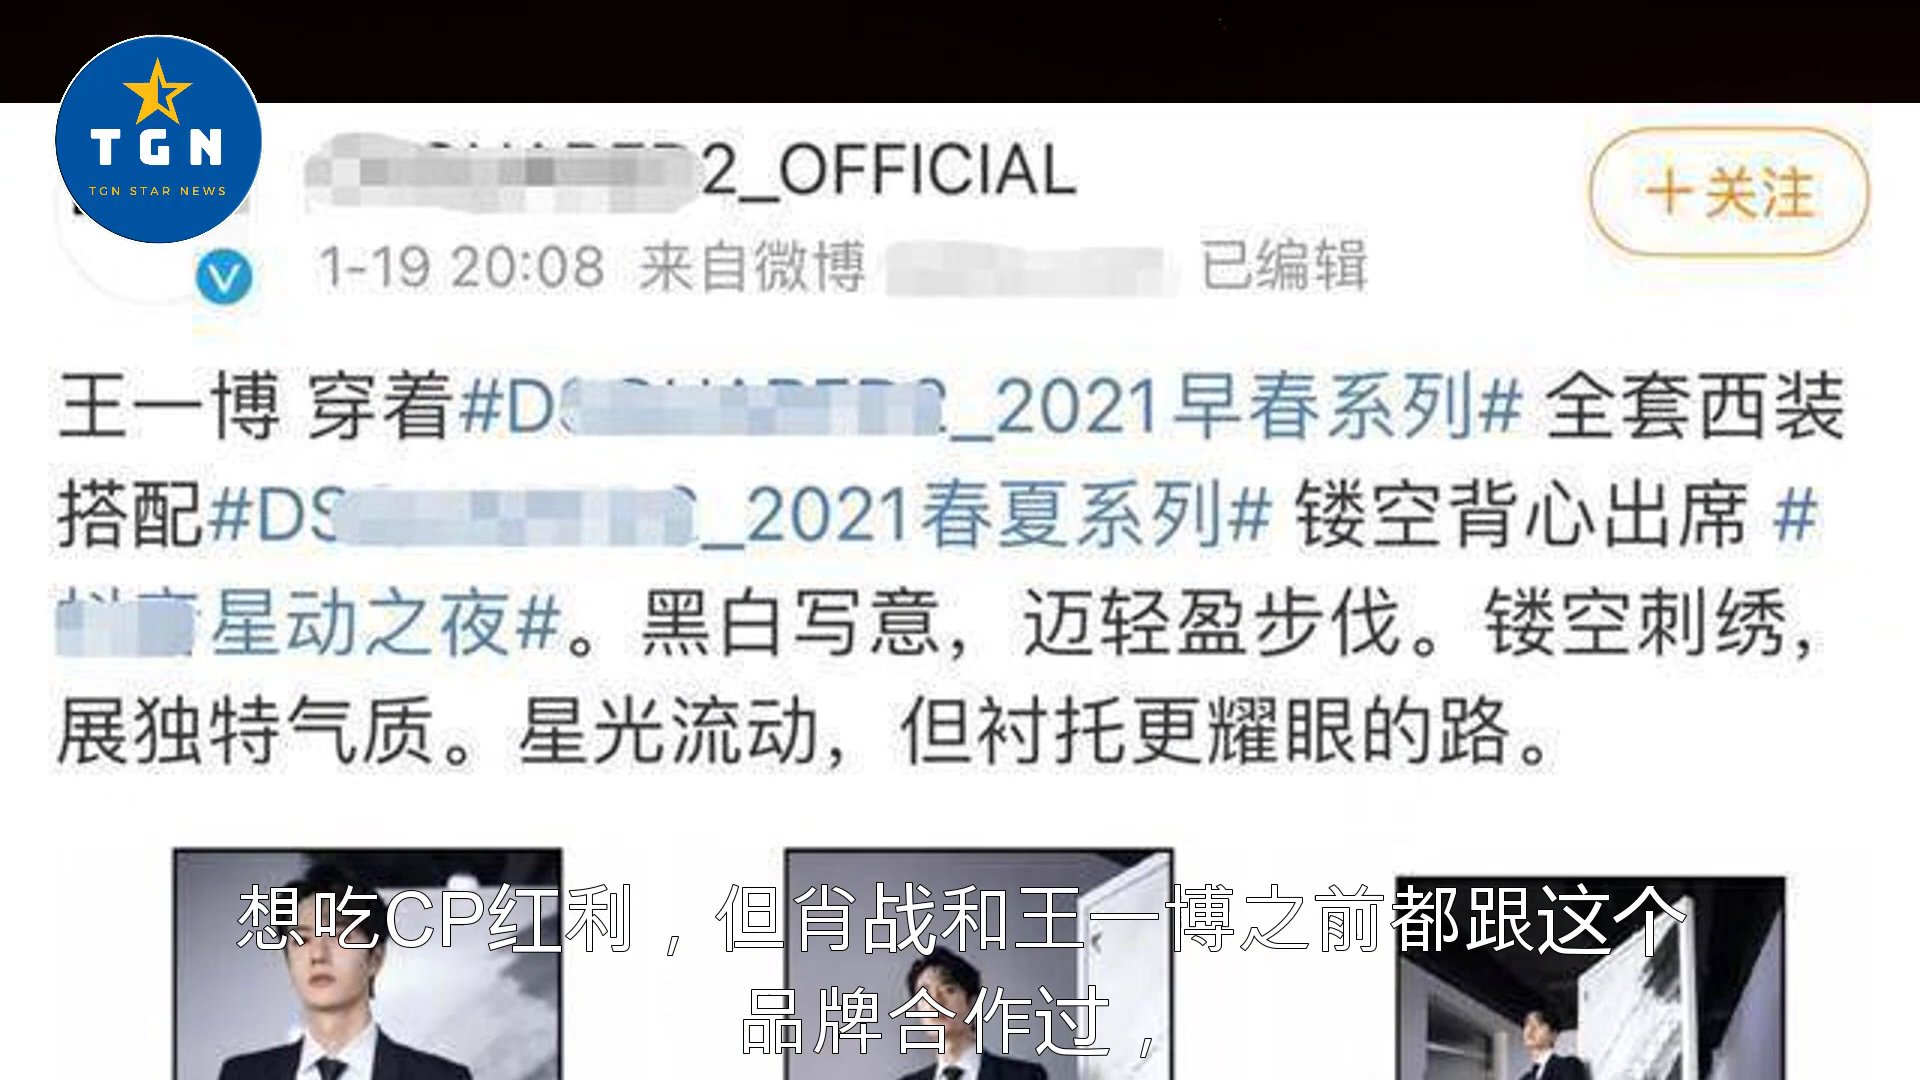 TGN
TGN STAR NEWS
2_OFFICIAL
+关注
1-19 20:08 来自微博 已编辑
王一博 穿着#D _2021早春系列# 全套西装
搭配#DS _2021春夏系列# 镂空背心出席 #
星动之夜#。黑白写意，迈轻盈步伐。镂空刺绣，
展独特气质。星光流动，但衬托更耀眼的路。
想吃CP红利，但肖战和王一博之前都跟这个
品牌合作过，